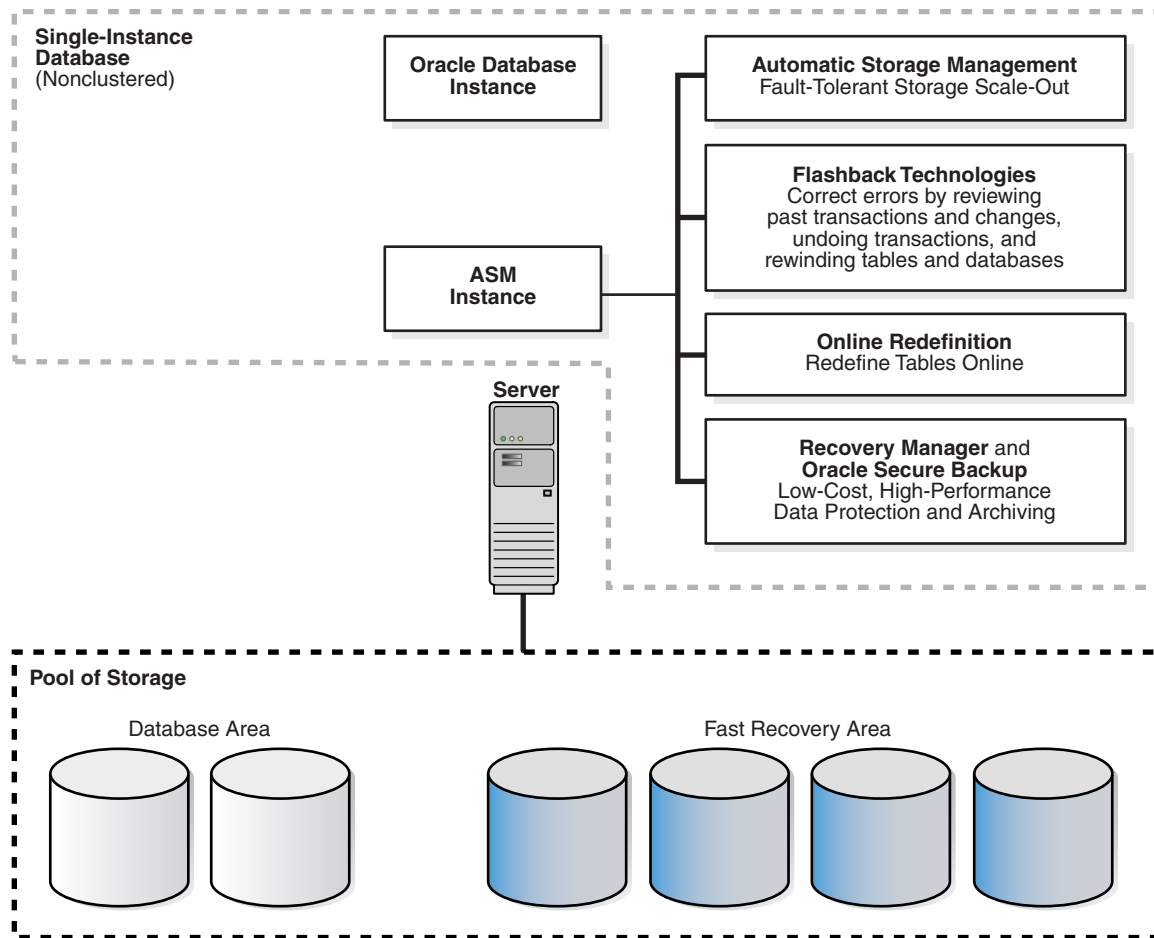 Single-Instance
Database
(Nonclustered)
Oracle Database
Instance
Automatic Storage Management
Fault-Tolerant Storage Scale-Out
Flashback Technologies
Correct errors by reviewing
past transactions and changes,
undoing transactions, and
rewinding tables and databases
ASM
Instance
Online Redefinition
Redefine Tables Online
Server
Recovery Manager and
Oracle Secure Backup
Low-Cost, High-Performance
Data Protection and Archiving
Pool of Storage
Database Area
Fast Recovery Area